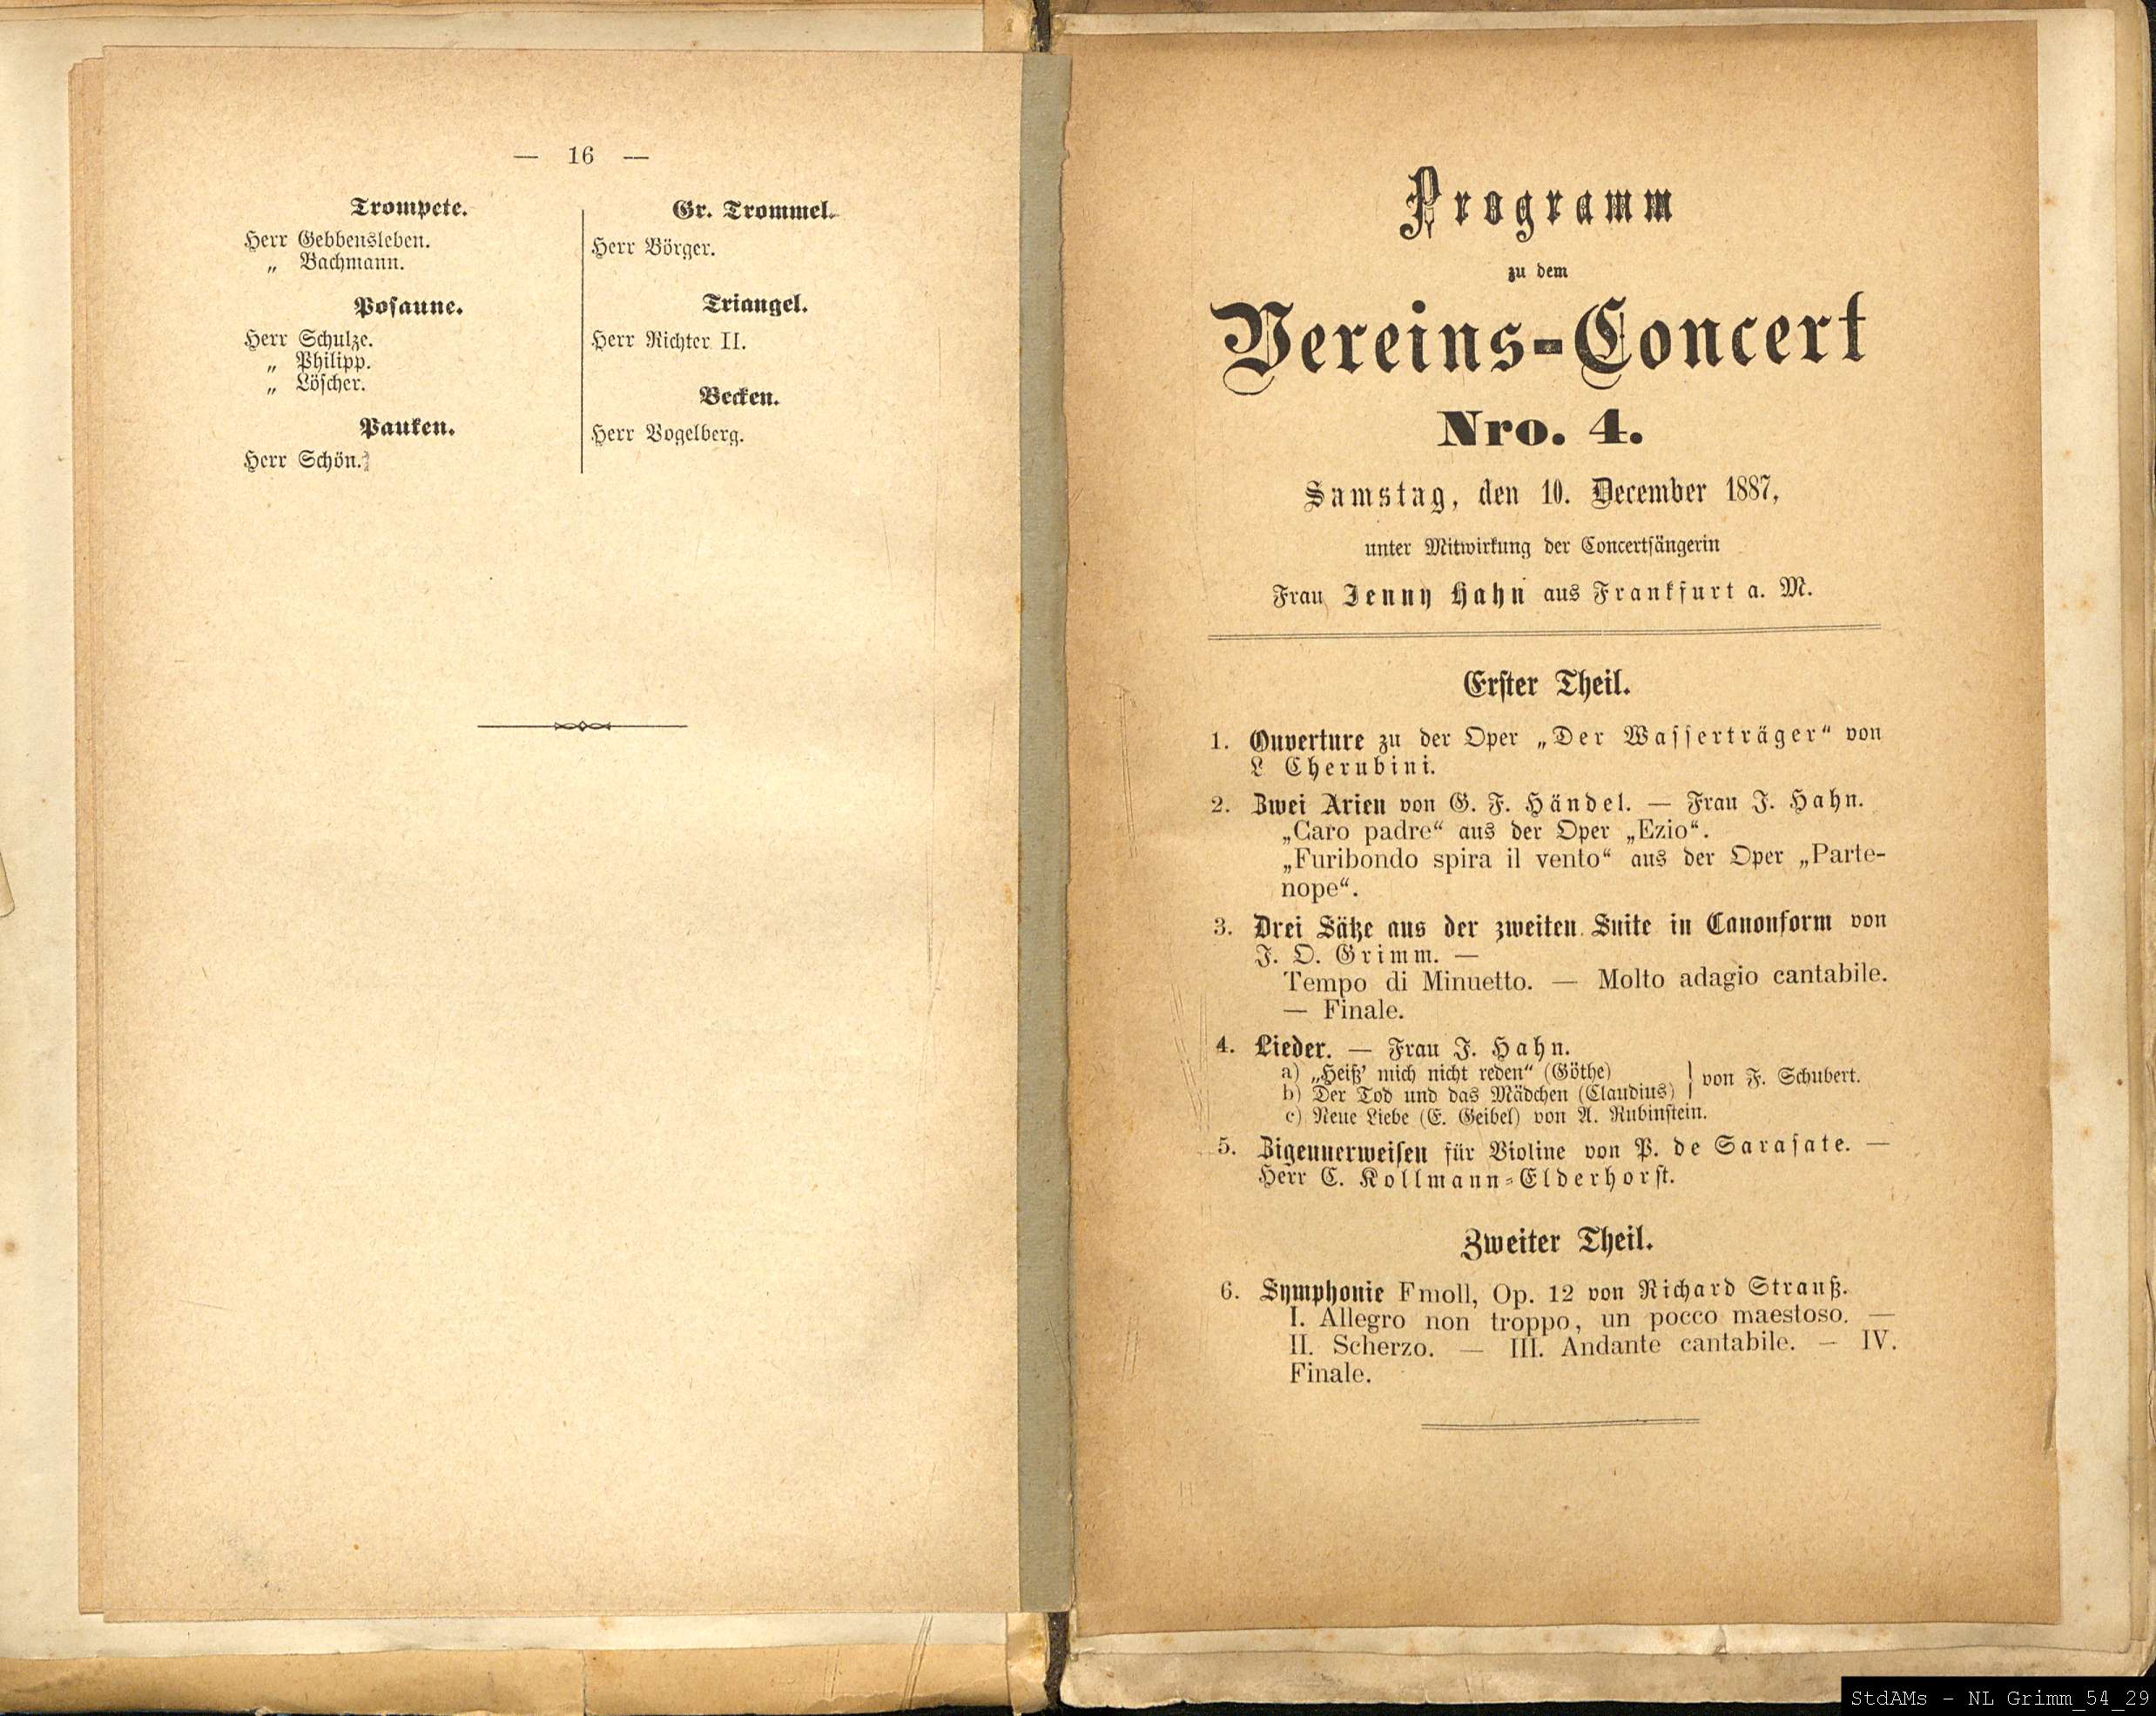 — 16 —
Trompete.
Herr Gebbensleben.
„ Bachmann.
Posaune.
Herr Schulze.
„ Philipp.
„ Löscher.
Pauken.
Herr Schön.
Gr. Trommel.
Herr Börger.
Triangel.
Herr Richter II.
Becken.
Herr Vogelberg.
Programm
zu dem
Vereins-Concert
Nro. 4.
Samstag, den 10. December 1887,
unter Mitwirkung der Concertsängerin
Frau Jenny Hahn aus Frankfurt a. M.
Erster Theil.
1. Ouverture zu der Oper „Der Wasserträger“ von
L Cherubini.
2. Zwei Arien von G. F. Händel. — Frau J. Hahn.
„Caro padre“ aus der Oper „Ezio“.
„Furibondo spira il vento“ aus der Oper „Parte-
nope“.
3. Drei Sätze aus der zweiten Suite in Canonform von
J. O. Grimm. —
Tempo di Minuetto. — Molto adagio cantabile.
— Finale.
4. Lieder. — Frau J. Hahn.
a) „Heiß' mich nicht reden“ (Göthe)
b) Der Tod und das Mädchen (Claudius) } von F. Schubert.
c) Neue Liebe (E. Geibel) von A. Rubinstein.
5. Zigeunerweisen für Violine von P. de Sarasate. —
Herr C. Kollmann-Elderhorst.
Zweiter Theil.
6. Symphonie Fmoll, Op. 12 von Richard Strauß.
I. Allegro non troppo, un pocco maestoso. —
II. Scherzo. — III. Andante cantabile. — IV.
Finale.
StdAMs - NL Grimm_54_29